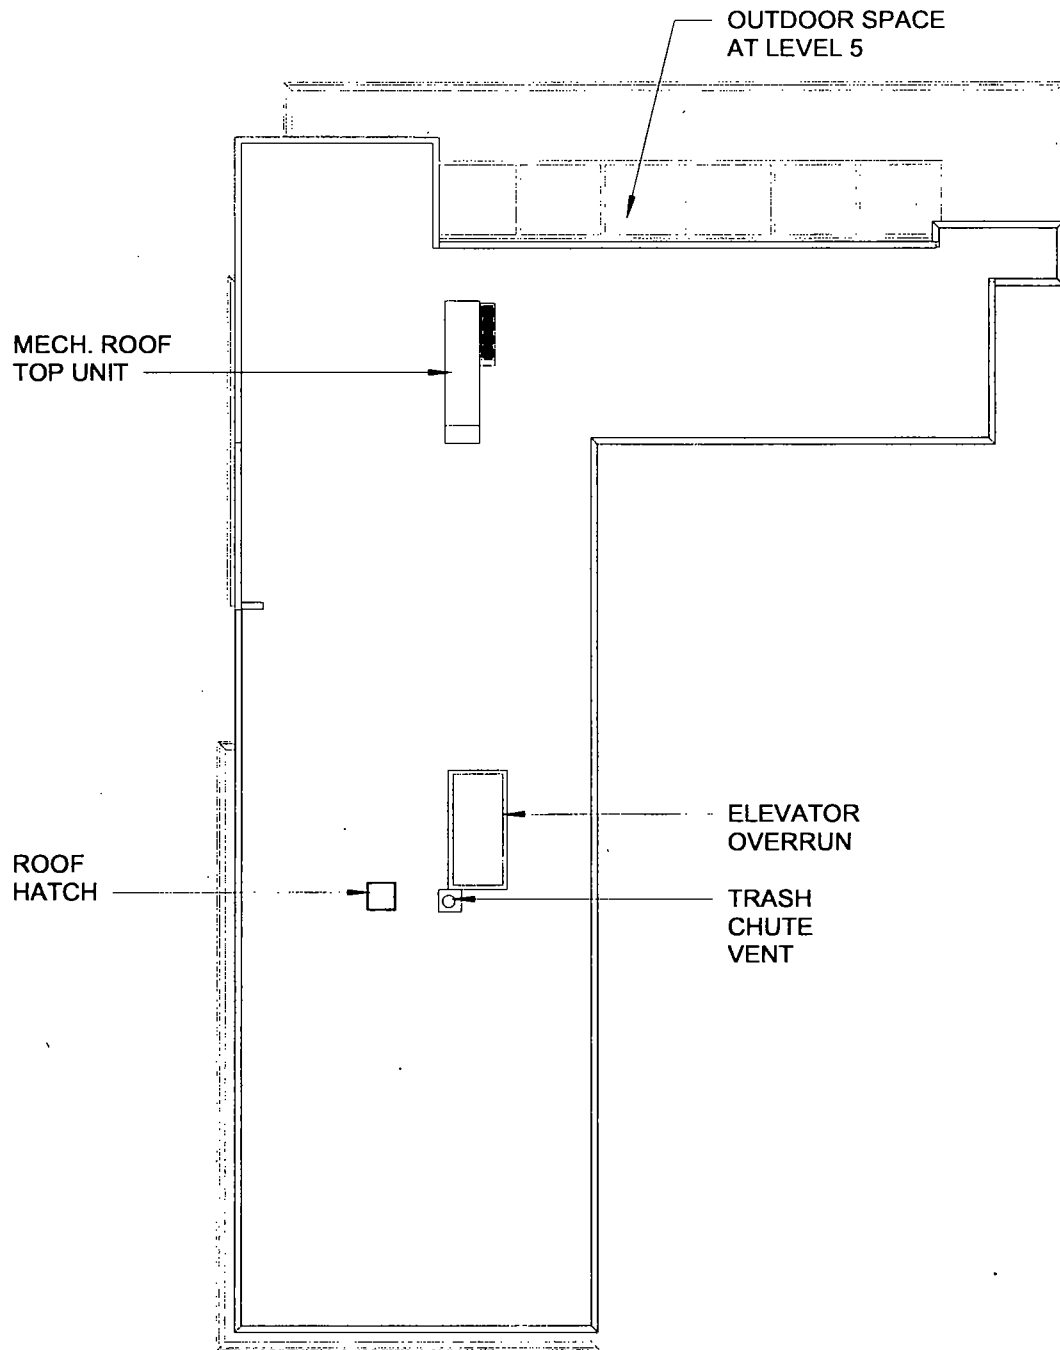 OUTDOOR SPACE
AT LEVEL 5
MECH. ROOF
TOP UNIT
ELEVATOR
OVERRUN
ROOF
HATCH
TRASH
CHUTE
VENT